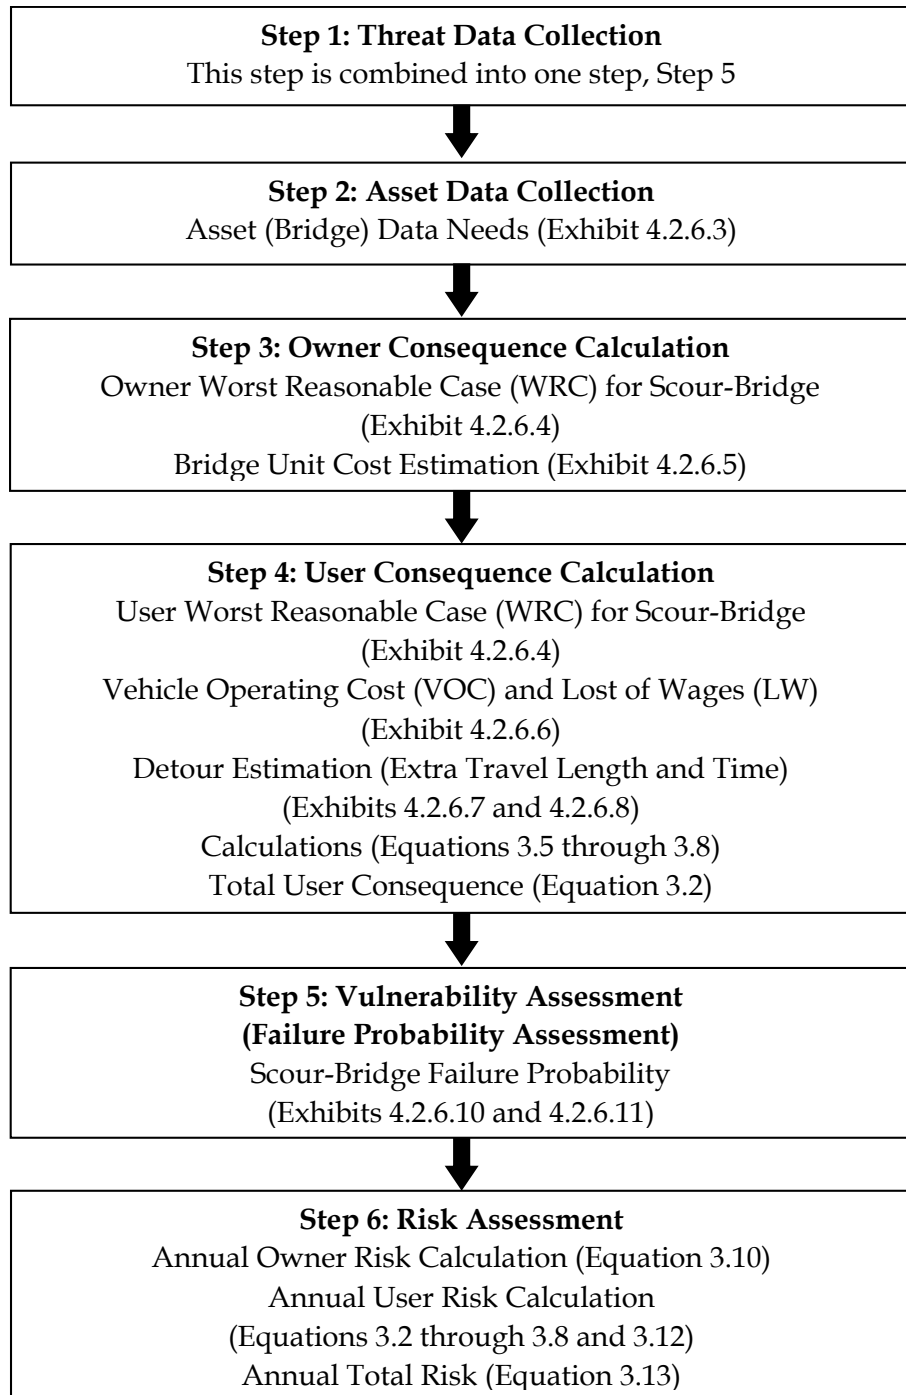 Step 1: Threat Data Collection
This step is combined into one step, Step 5
Step 2: Asset Data Collection
Asset (Bridge) Data Needs (Exhibit 4.2.6.3)
Step 3: Owner Consequence Calculation
Owner Worst Reasonable Case (WRC) for Scour-Bridge
(Exhibit 4.2.6.4)
Bridge Unit Cost Estimation (Exhibit 4.2.6.5)
Step 4: User Consequence Calculation
User Worst Reasonable Case (WRC) for Scour-Bridge
(Exhibit 4.2.6.4)
Vehicle Operating Cost (VOC) and Lost of Wages (LW)
(Exhibit 4.2.6.6)
Detour Estimation (Extra Travel Length and Time)
(Exhibits 4.2.6.7 and 4.2.6.8)
Calculations (Equations 3.5 through 3.8)
Total User Consequence (Equation 3.2)
Step 5: Vulnerability Assessment
(Failure Probability Assessment)
Scour-Bridge Failure Probability
(Exhibits 4.2.6.10 and 4.2.6.11)
Step 6: Risk Assessment
Annual Owner Risk Calculation (Equation 3.10)
Annual User Risk Calculation
(Equations 3.2 through 3.8 and 3.12)
Annual Total Risk (Equation 3.13)